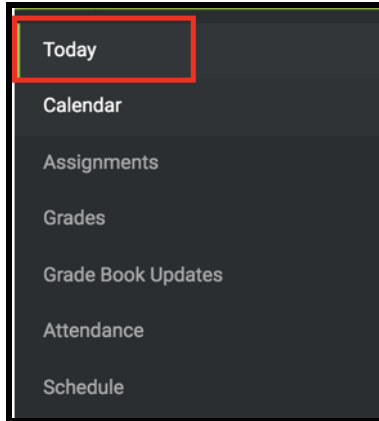 Today
Calendar
Assignments
Grades
Grade Book Updates
Attendance
Schedule